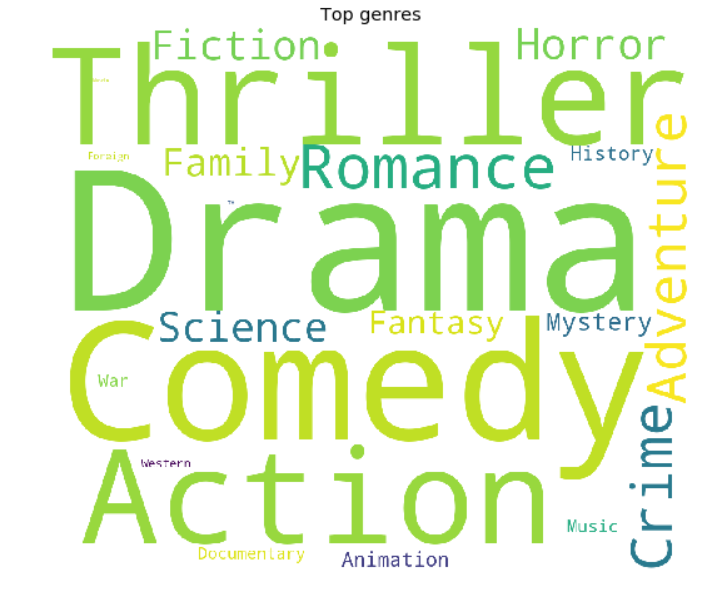 Top genres
Fiction
Horror
Thriller
Foreign
Family
Romance
History
Adventure
TV
Drama
Science
Fantasy
Mystery
Comedy
War
Crime
Western
Action
Music
Documentary
Animation